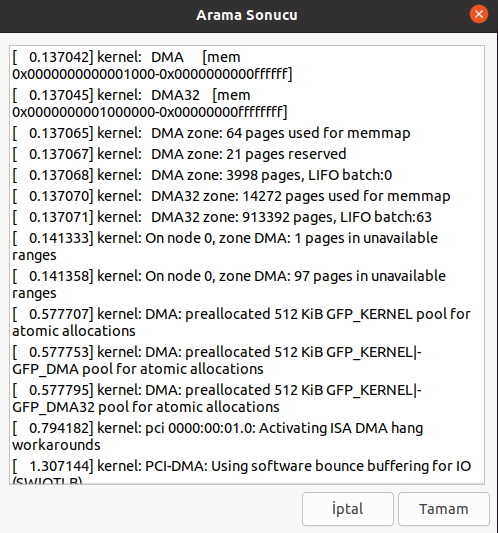 Arama Sonucu
[    0.137042] kernel:   DMA      [mem
0x0000000000001000-0x0000000000ffffff]
[    0.137045] kernel:   DMA32    [mem
0x0000000001000000-0x00000000ffffffff]
[    0.137065] kernel:   DMA zone: 64 pages used for memmap
[    0.137067] kernel:   DMA zone: 21 pages reserved
[    0.137068] kernel:   DMA zone: 3998 pages, LIFO batch:0
[    0.137070] kernel:   DMA32 zone: 14272 pages used for memmap
[    0.137071] kernel:   DMA32 zone: 913392 pages, LIFO batch:63
[    0.141333] kernel: On node 0, zone DMA: 1 pages in unavailable
ranges
[    0.141358] kernel: On node 0, zone DMA: 97 pages in unavailable
ranges
[    0.577707] kernel: DMA: preallocated 512 KiB GFP_KERNEL pool for
atomic allocations
[    0.577753] kernel: DMA: preallocated 512 KiB GFP_KERNEL|-
GFP_DMA pool for atomic allocations
[    0.577795] kernel: DMA: preallocated 512 KiB GFP_KERNEL|-
GFP_DMA32 pool for atomic allocations
[    0.794182] kernel: pci 0000:00:01.0: Activating ISA DMA hang
workarounds
[    1.307144] kernel: PCI-DMA: Using software bounce buffering for IO
(SWIOTLB)
İptal
Tamam